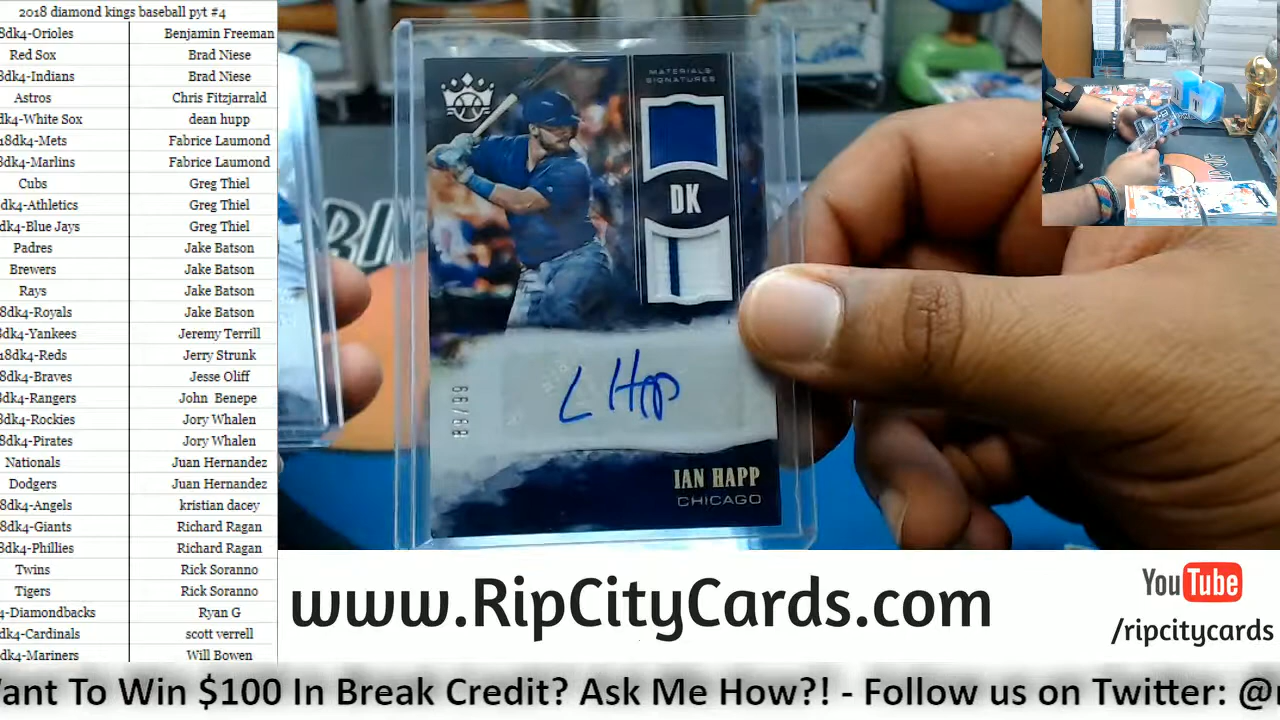 2018 diamond kings baseball pyt #4
8dk4-Orioles Benjamin Freeman
Red Sox Brad Niese
8dk4-Indians Brad Niese
Astros Chris Fitzjarrald
dk4-White Sox dean hupp
18dk4-Mets Fabrice Laumond
8dk4-Marlins Fabrice Laumond
Cubs Greg Thiel
dk4-Athletics Greg Thiel
dk4-Blue Jays Greg Thiel
Padres Jake Batson
Brewers Jake Batson
Rays Jake Batson
8dk4-Royals Jake Batson
8dk4-Yankees Jeremy Terrill
18dk4-Reds Jerry Strunk
8dk4-Braves Jesse Oliff
8dk4-Rangers John Benepe
8dk4-Rockies Jory Whalen
8dk4-Pirates Jory Whalen
Nationals Juan Hernandez
Dodgers Juan Hernandez
8dk4-Angels kristian dacey
8dk4-Giants Richard Ragan
8dk4-Phillies Richard Ragan
Twins Rick Soranno
Tigers Rick Soranno
4-Diamondbacks Ryan G
dk4-Cardinals scott verrell
dk4-Mariners Will Bowen
MATERIALS
SIGNATURES
DK
IAN HAPP
CHICAGO
www.RipCityCards.com
YouTube
/ripcitycards
Want To Win $100 In Break Credit? Ask Me How?! - Follow us on Twitter: @